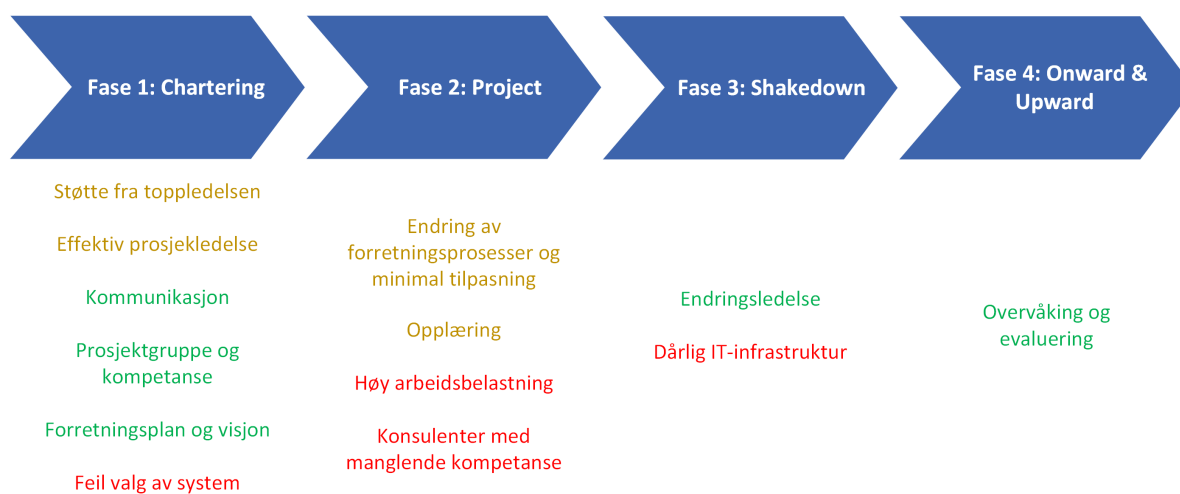 Fase 1: Chartering
Støtte fra toppledelsen
Effektiv prosjekledelse
Kommunikasjon
Prosjektgruppe og
kompetanse
Forretningsplan og visjon
Feil valg av system
Fase 2: Project
Endring av
forretningsprosesser og
minimal tilpasning
Opplæring
Høy arbeidsbelastning
Konsulenter med
manglende kompetanse
Fase 3: Shakedown
Endringsledelse
Dårlig IT-infrastruktur
Fase 4: Onward &
Upward
Overvåking og
evaluering